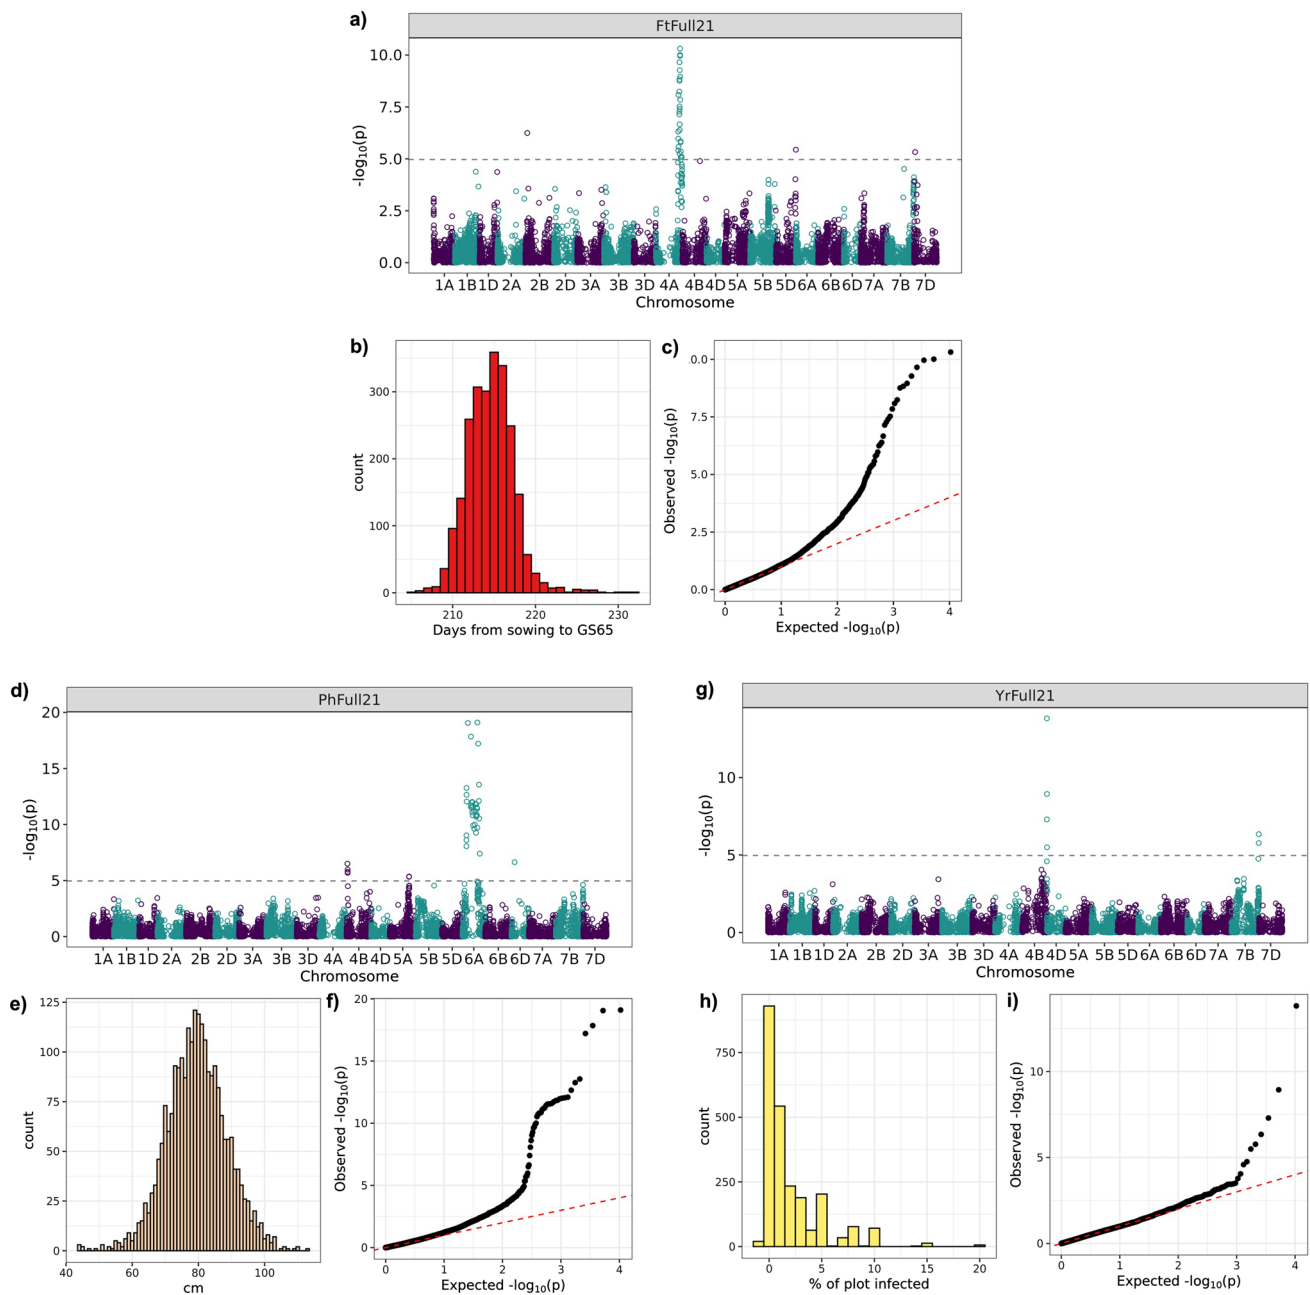 a)
FtFull21
10.0
7.5
5.0
2.5
0.0
-log10(p)
1A 1B 1D 2A 2B 2D 3A 3B 3D 4A 4B 4D 5A 5B 5D 6A 6B 6D 7A 7B 7D
Chromosome
b)
300
200
100
0
count
210 220 230
Days from sowing to GS65
c)
.0.0
7.5
5.0
2.5
0.0
Observed -log10(p)
0 1 2 3 4
Expected -log10(p)
d)
PhFull21
20
15
10
5
0
-log10(p)
1A 1B 1D 2A 2B 3A 3B 3D 4A 4B 4D 5A 5B 5D 6A 6B 6D 7A 7B 7D
Chromosome
g)
YrFull21
10
5
0
-log10(p)
1A 1B 1D 2A 2B 2D 3A 3B 3D 4A 4B 4D 5A 5B 5D 6A 6B 6D 7A 7B 7D
Chromosome
e)
125
100
75
50
25
0
count
40 60 80 100
cm
f)
20
15
10
5
0
Observed -log10(p)
0 1 2 3 4
Expected -log10(p)
h)
750
500
250
0
count
0 5 10 15 20
% of plot infected
i)
10
5
0
Observed -log10(p)
0 1 2 3 4
Expected -log10(p)